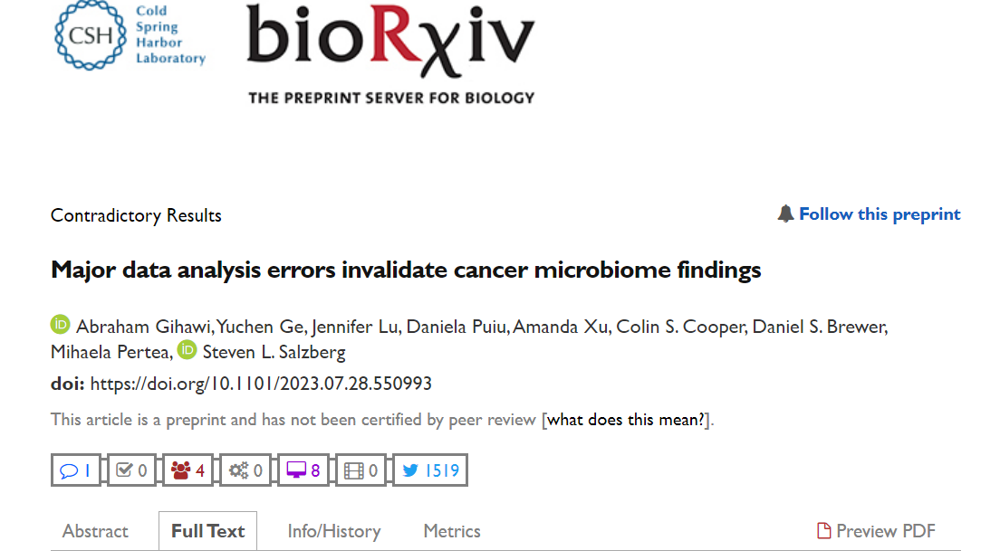 CSH
Cold
Spring
Harbor
Laboratory
bioRxiv
THE PREPRINT SERVER FOR BIOLOGY
Contradictory Results
Follow this preprint
Major data analysis errors invalidate cancer microbiome findings
iD Abraham Gihawi, Yuchen Ge, Jennifer Lu, Daniela Puiu, Amanda Xu, Colin S. Cooper, Daniel S. Brewer,
Mihaela Pertea, iD Steven L. Salzberg
doi: https://doi.org/10.1101/2023.07.28.550993
This article is a preprint and has not been certified by peer review [what does this mean?].
1 0 4 0 8 0 1519
Abstract Full Text Info/History Metrics Preview PDF